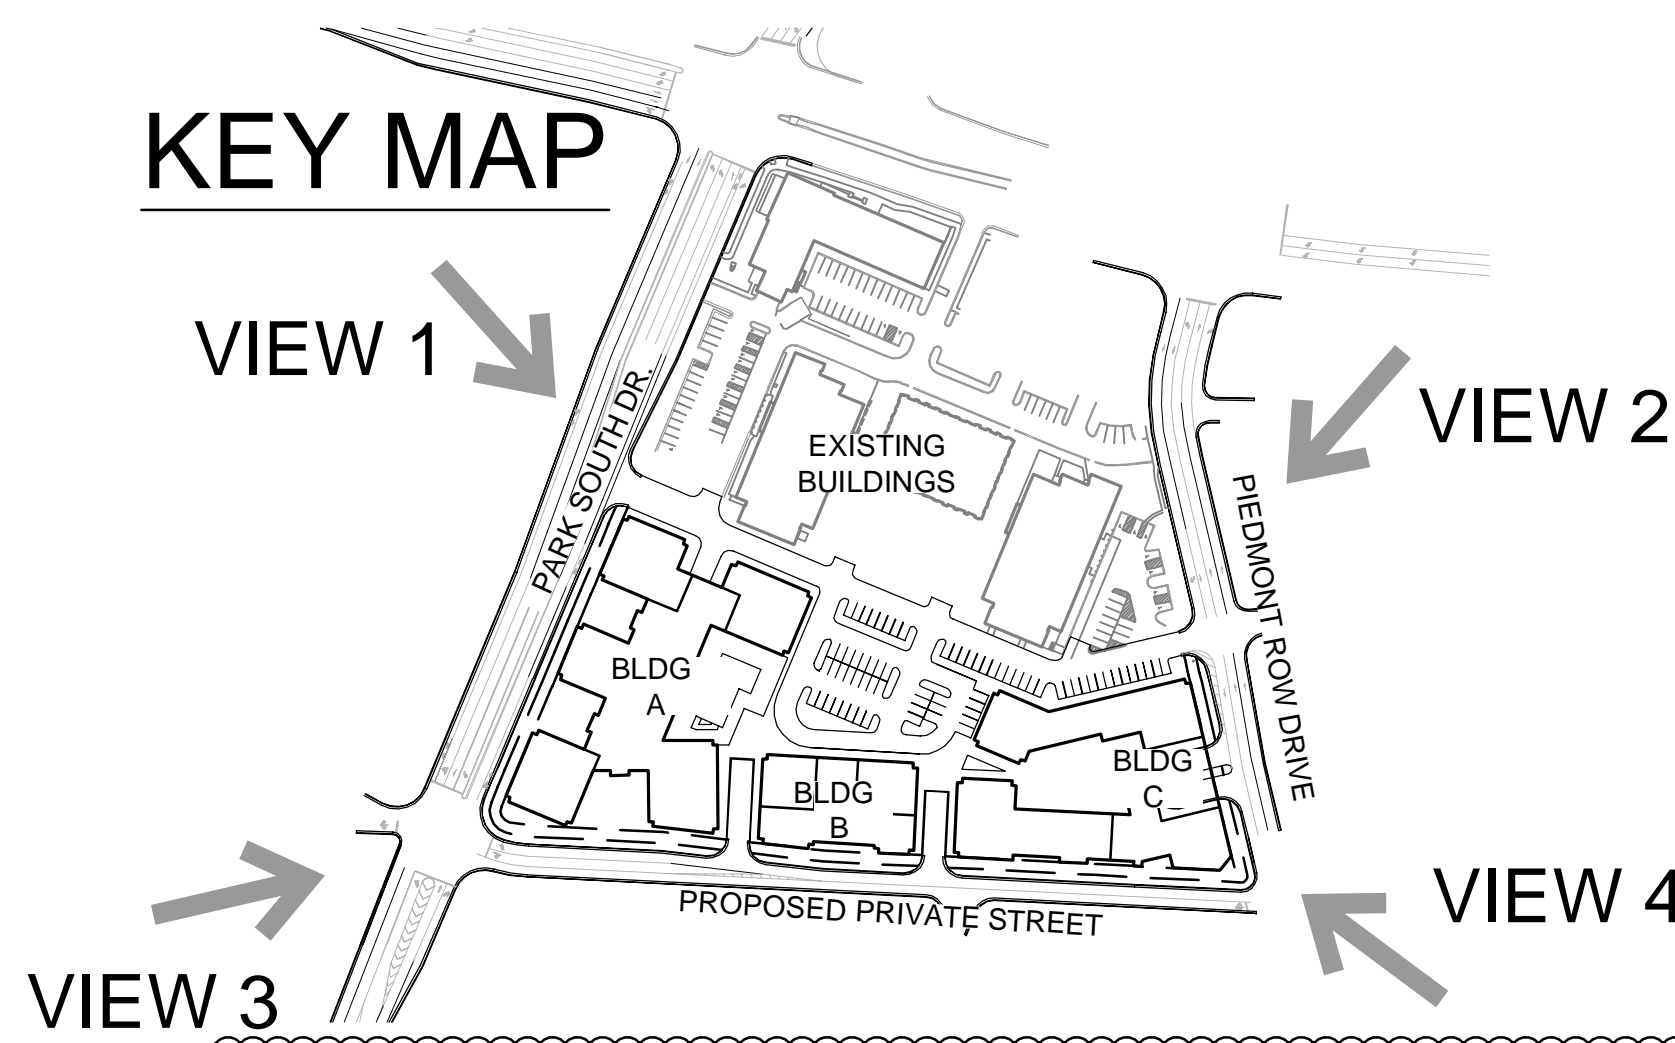 KEY MAP
VIEW 1
VIEW 2
PARK SOUTH DR.
EXISTING
BUILDINGS
PIEDMONT ROW DRIVE
BLDG
A
BLDG
B
BLDG
C
PROPOSED PRIVATE STREET
VIEW 3
VIEW 4